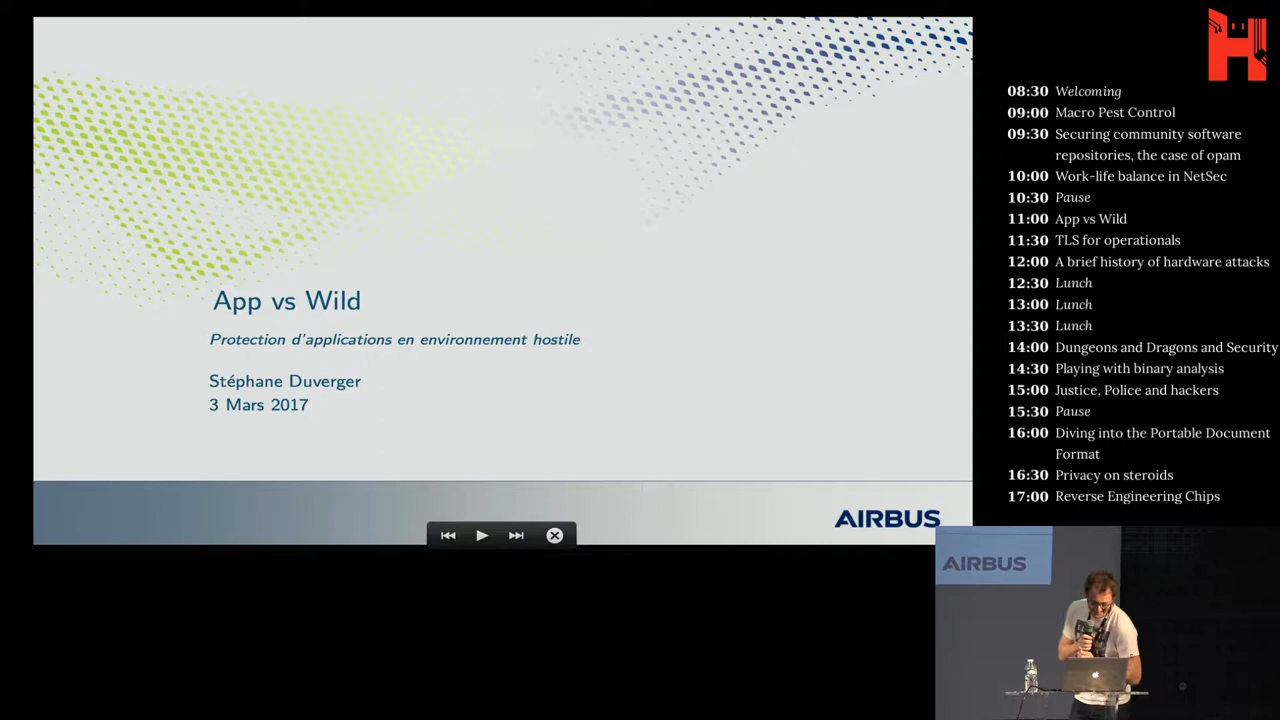 App vs Wild
Protection d'applications en environnement hostile
Stéphane Duverger
3 Mars 2017
AIRBUS
08:30 Welcoming
09:00 Macro Pest Control
09:30 Securing community software
repositories, the case of opam
10:00 Work-life balance in NetSec
10:30 Pause
11:00 App vs Wild
11:30 TLS for operationals
12:00 A brief history of hardware attacks
12:30 Lunch
13:00 Lunch
13:30 Lunch
14:00 Dungeons and Dragons and Security
14:30 Playing with binary analysis
15:00 Justice, Police and hackers
15:30 Pause
16:00 Diving into the Portable Document
Format
16:30 Privacy on steroids
17:00 Reverse Engineering Chips
AIRBUS